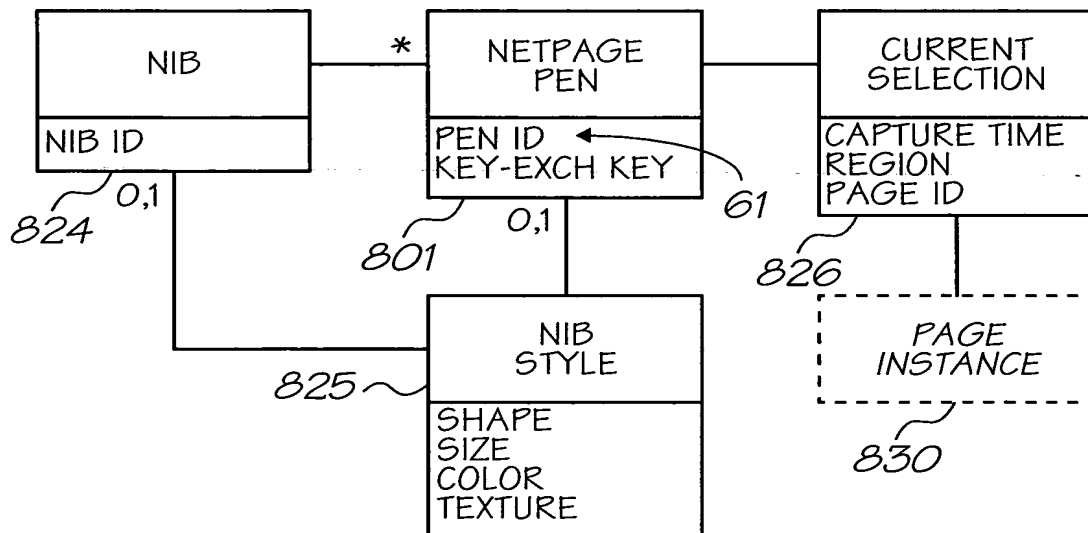 NIB
NIB ID
824
0,1
*
NETPAGE
PEN
PEN ID
KEY-EXCH KEY
61
801
0,1
CURRENT
SELECTION
CAPTURE TIME
REGION
PAGE ID
826
NIB
STYLE
825
SHAPE
SIZE
COLOR
TEXTURE
PAGE
INSTANCE
830